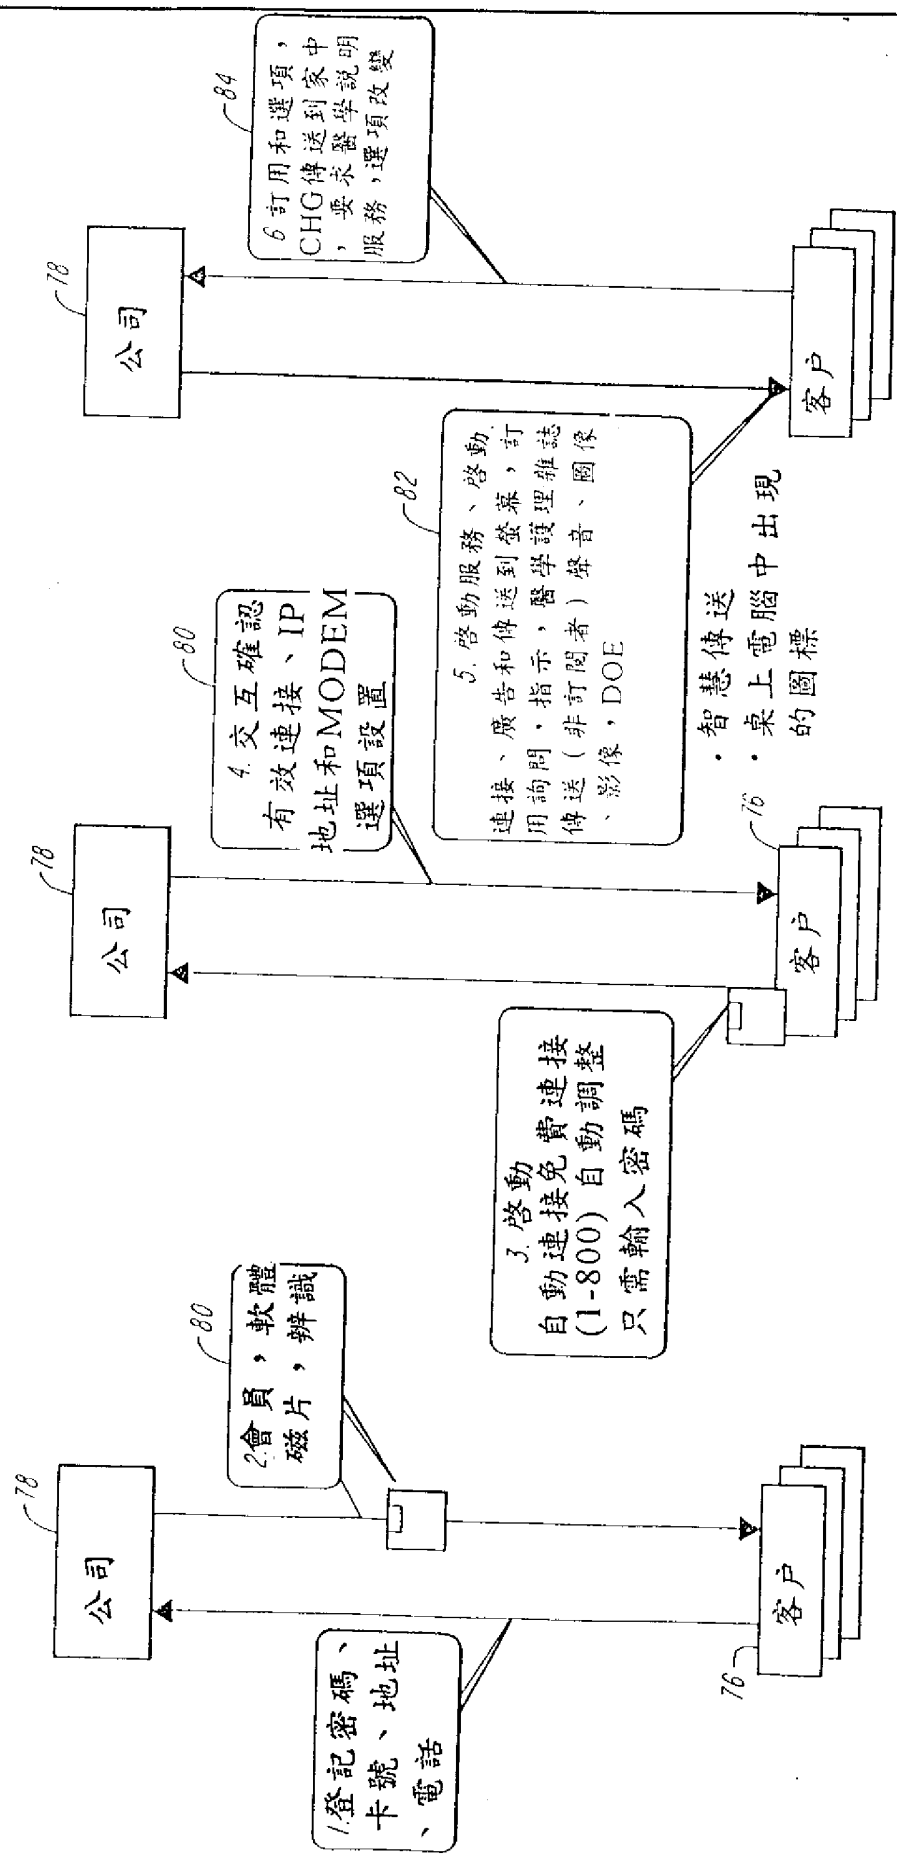 公司
78
1.登記密碼、
卡號、地址
、電話
2.會員，軟體
磁片，辨識
80
客戶
76
公司
78
3.啓動
自動連接免費連接
(1-800)自動調整
只需輸入密碼
4.交互確認
有效連接、IP
地址和MODEM
選項設置
80
客戶
76
公司
78
5.啓動服務、啓動
連接、廣告和傳送到螢幕，訂
用詢問，指示，醫學護理雜誌
傳送（非訂閱者）聲音、圖像
、影像，DOE
82
6訂用和選項，
CHG傳送到家中
，要求醫學説明
服務，選項改變
84
客戶
・智慧傳送
・桌上電腦中出現
的圖標